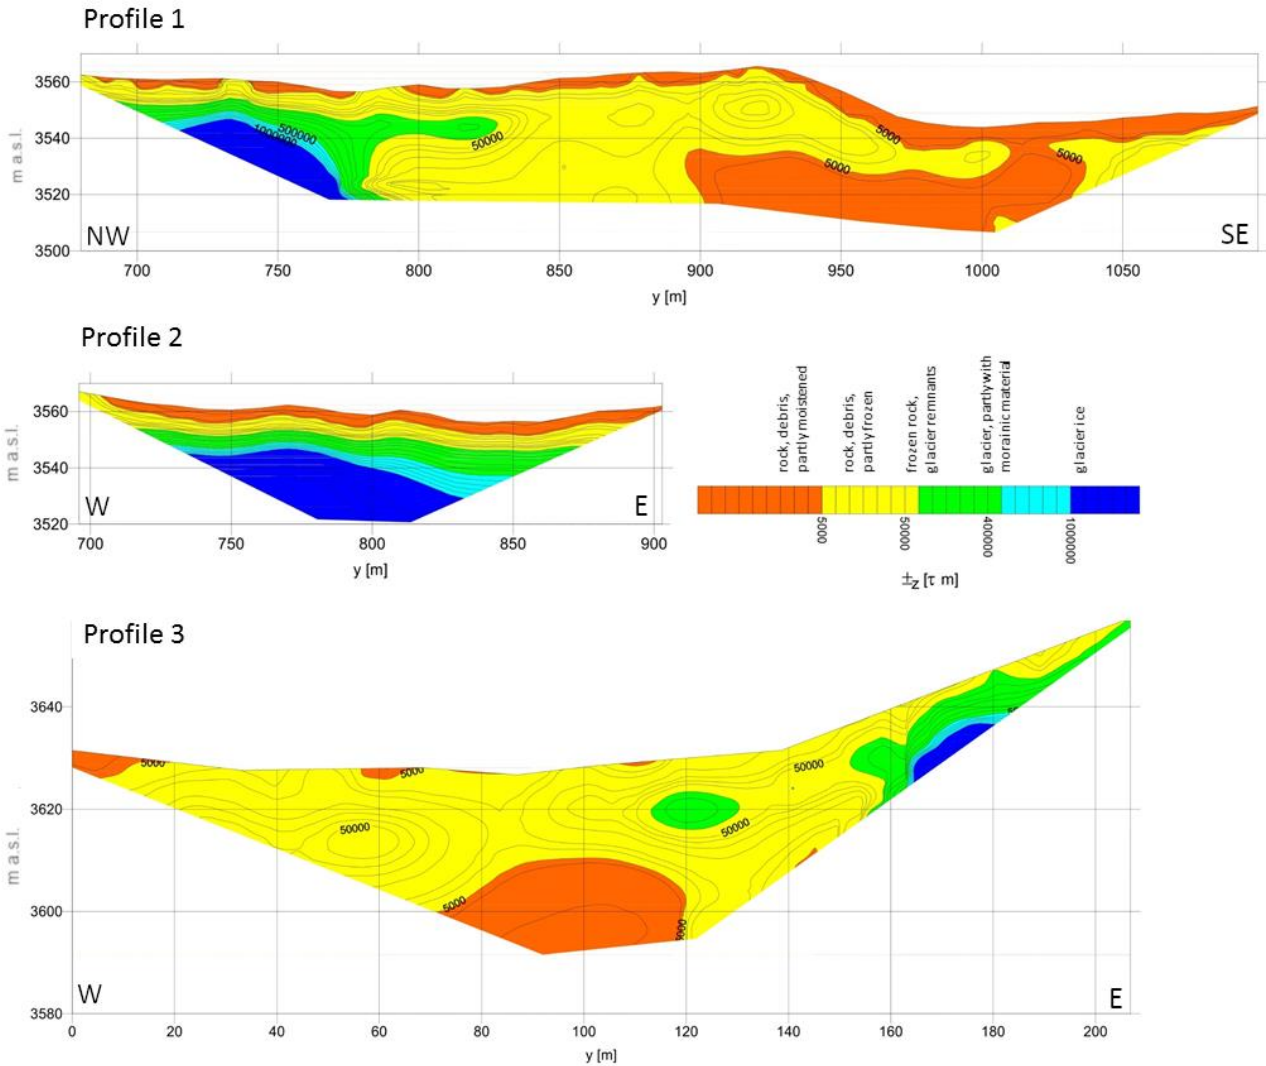 Profile 1
3560
3540
3520
3500
m a.s.l.
1000000
500000
50000
5000
5000
5000
NW
SE
700
750
800
850
900
950
1000
1050
y [m]
Profile 2
3560
3540
3520
m a.s.l.
W
E
700
750
800
850
900
y [m]
rock, debris,
partly moistened
rock, debris,
partly frozen
frozen rock,
glacier remnants
glacier, partly with
morainic material
glacier ice
5000
50000
400000
1000000
±z [τ m]
Profile 3
3640
3620
3600
3580
m a.s.l.
5000
5000
50000
50000
50000
5000
5000
W
E
0
20
40
60
80
100
120
140
160
180
200
y [m]